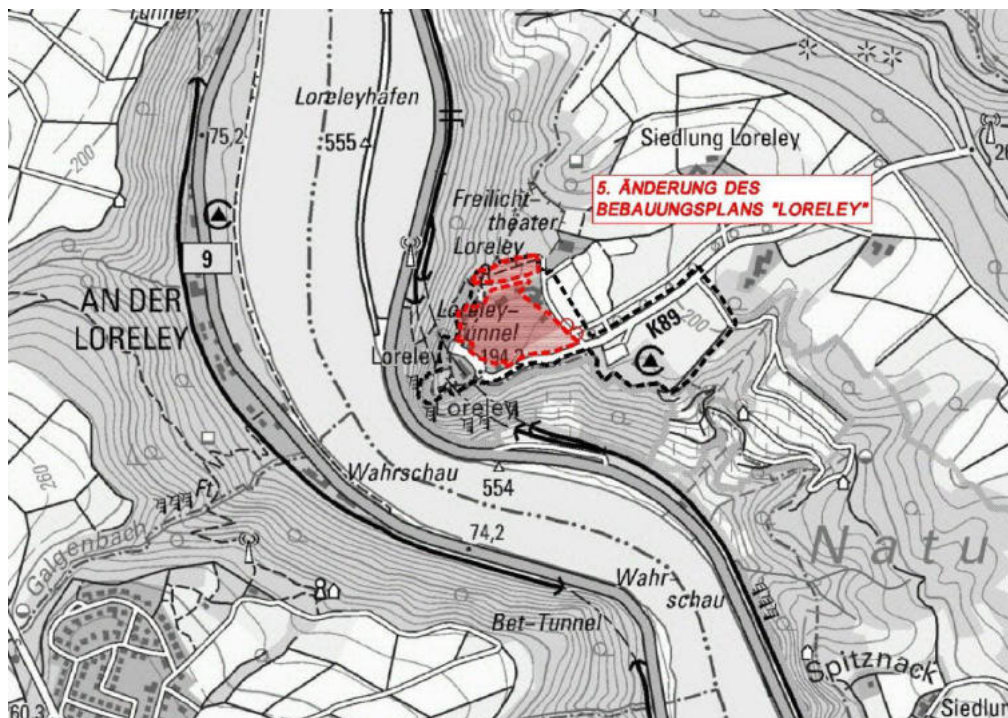 Tunnel
Loreleyhafen
75,2
555
200
Siedlung Loreley
5. ÄNDERUNG DES
BEBAUUNGSPLANS "LORELEY"
Freilicht-
theater
Loreley
9
AN DER
LORELEY
Loreley-
Tunnel
194,2
Loreley
K89
200
Loreley
Wahrschau
554
260
Ft.
74,2
Galgenbach
Natu
Wahr-
schau
Bet-Tunnel
Spitznack
60,3
Siedlu